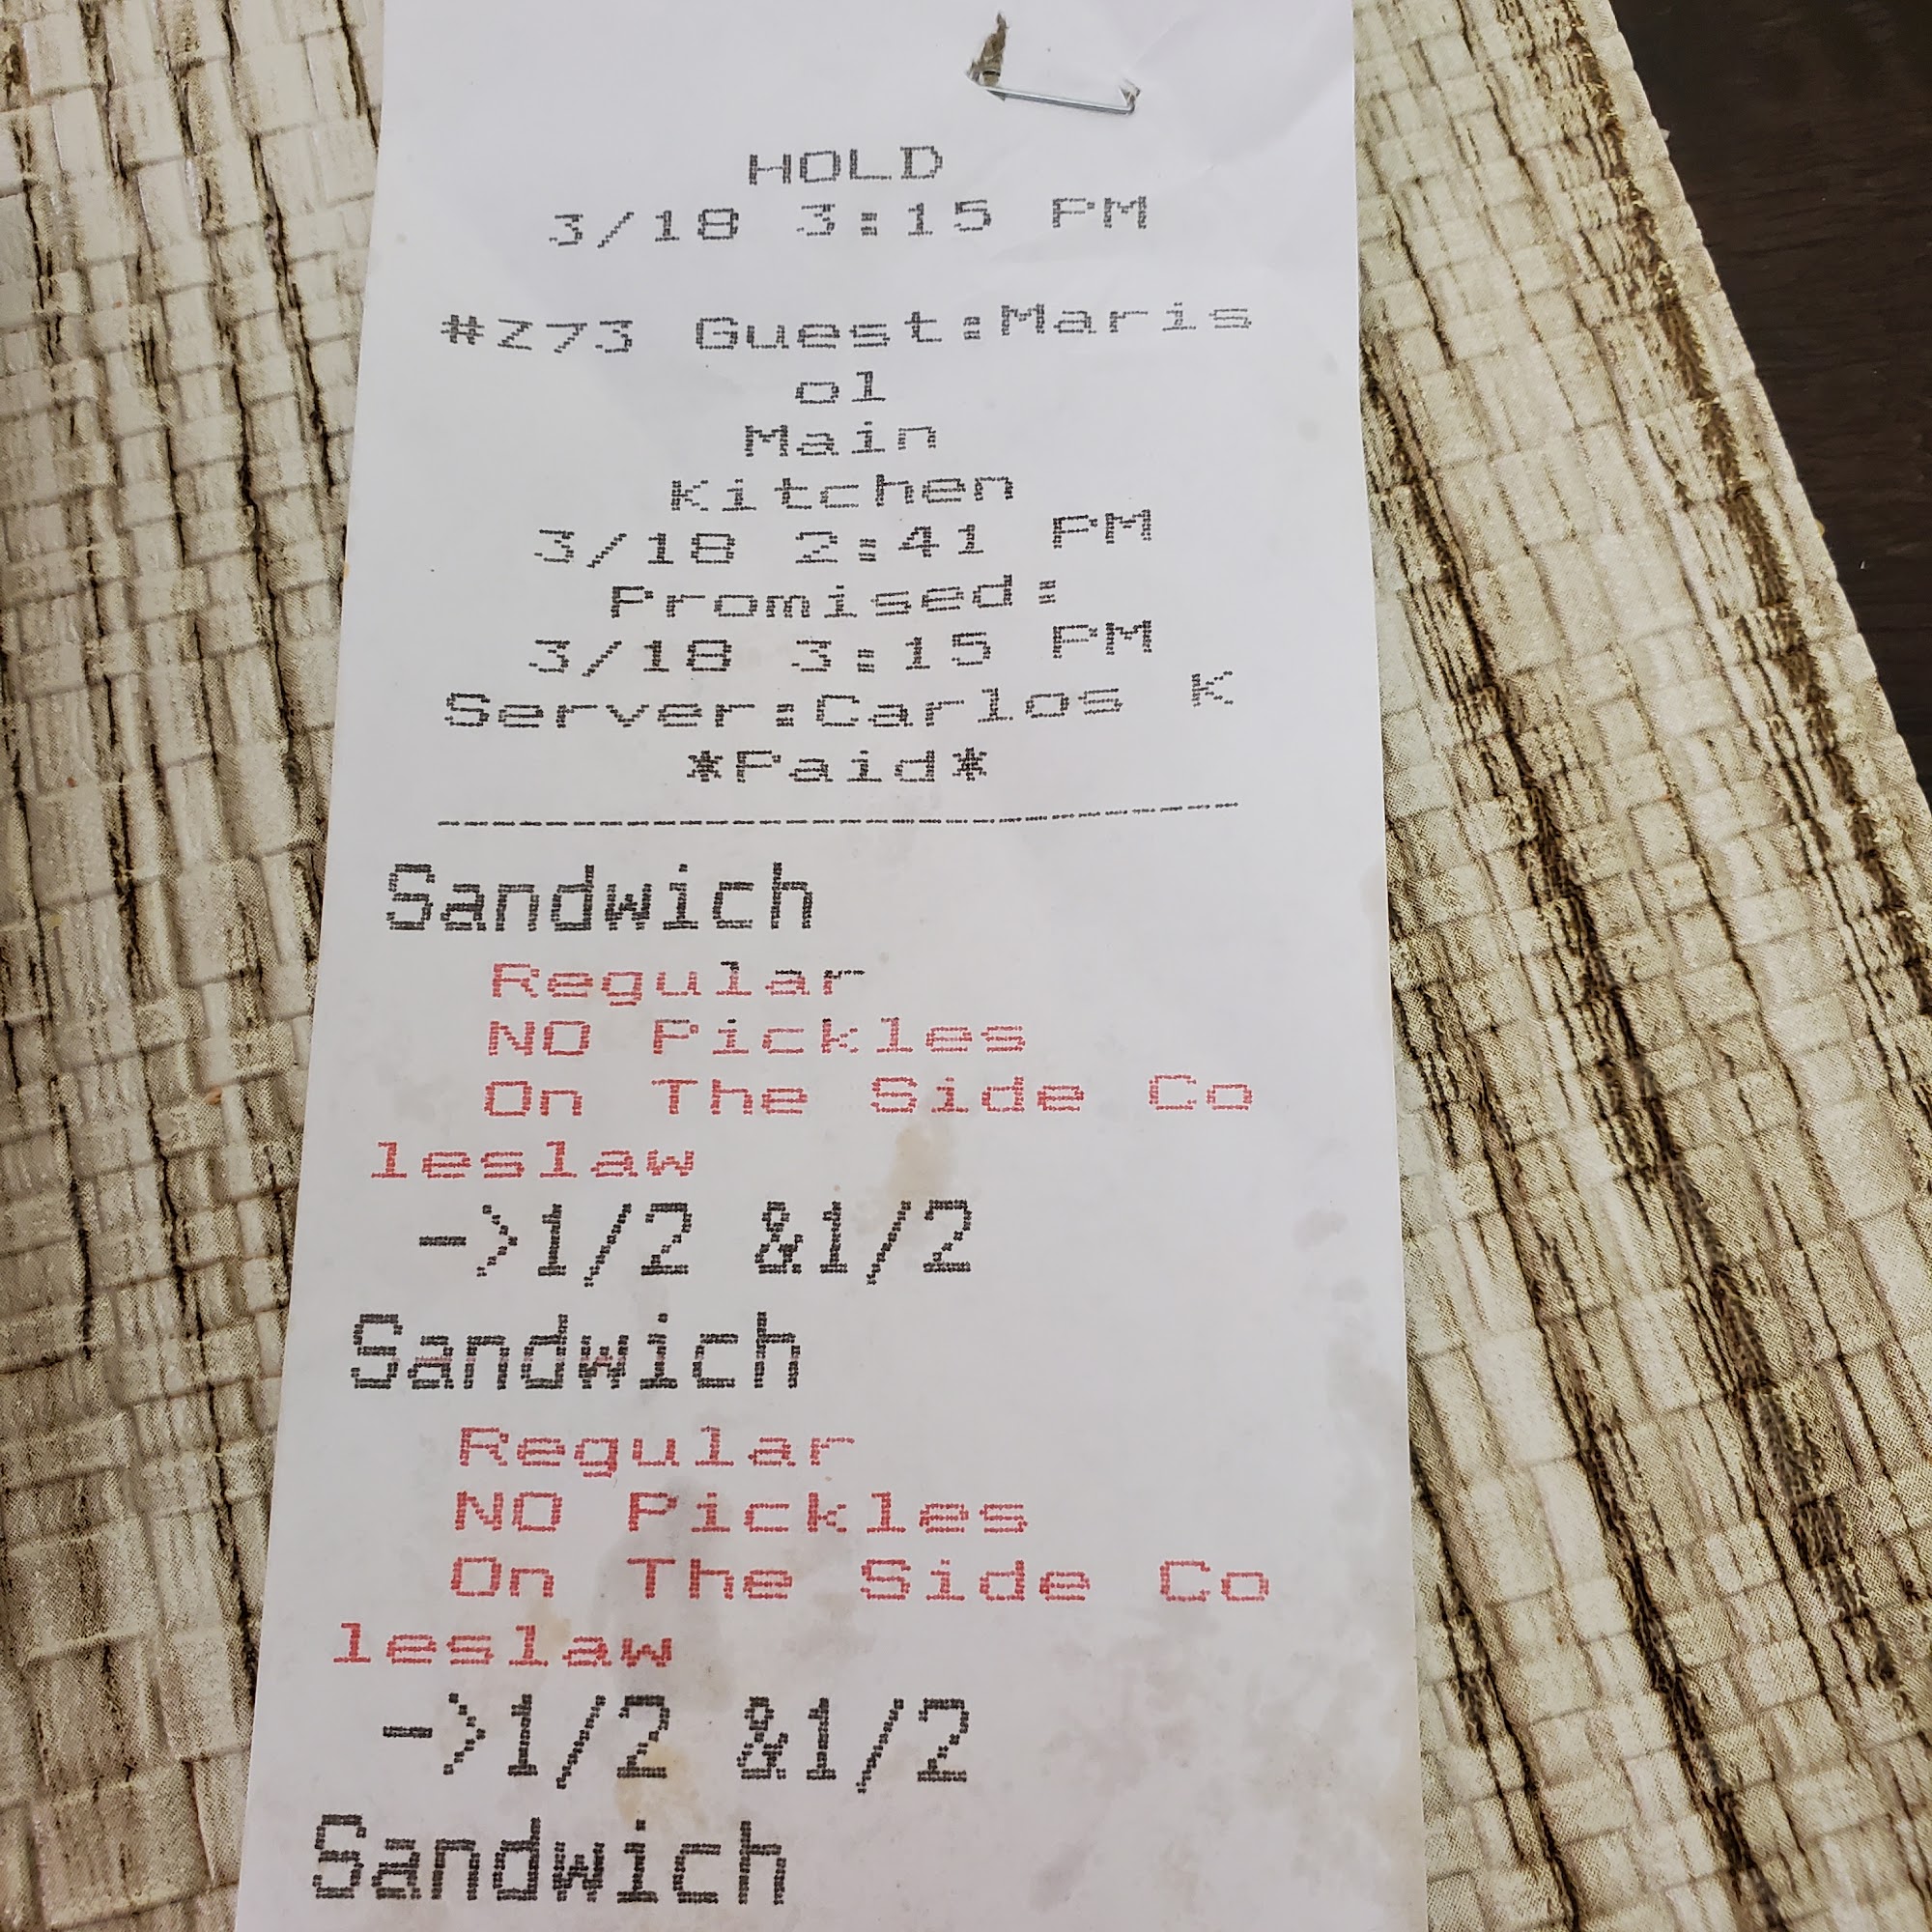 HOLD
3/18 3:15 PM
#273 Guest:Maris
ol
Main
Kitchen
3/18 2:41 PM
Promised:
3/18 3:15 PM
Server:Carlos K
*Paid*
------------------------------
Sandwich
Regular
NO Pickles
On The Side Co
leslaw
->1/2 &1/2
Sandwich
Regular
NO Pickles
On The Side Co
leslaw
->1/2 &1/2
Sandwich